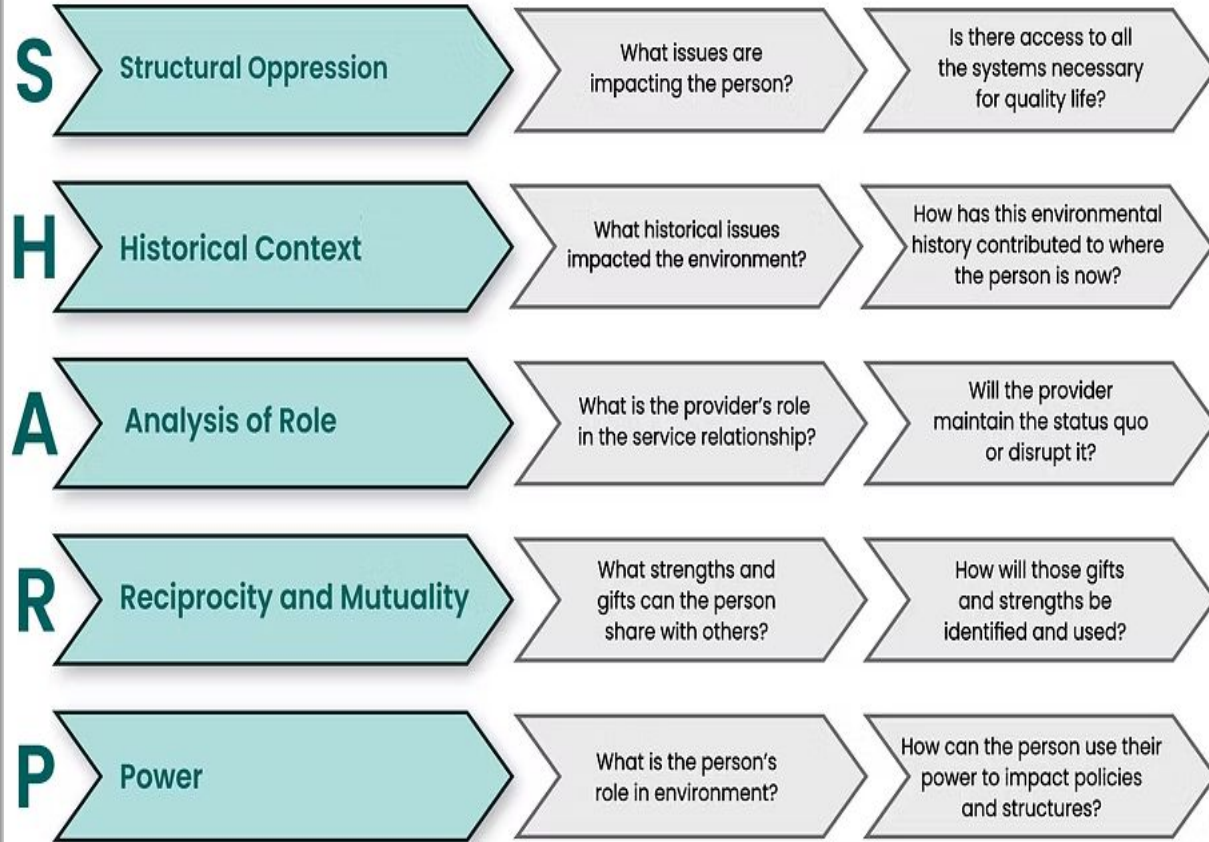 S
Structural Oppression
What issues are
impacting the person?
Is there access to all
the systems necessary
for quality life?
H
Historical Context
What historical issues
impacted the environment?
How has this environmental
history contributed to where
the person is now?
A
Analysis of Role
What is the provider's role
in the service relationship?
Will the provider
maintain the status quo
or disrupt it?
R
Reciprocity and Mutuality
What strengths and
gifts can the person
share with others?
How will those gifts
and strengths be
identified and used?
P
Power
What is the person's
role in environment?
How can the person use their
power to impact policies
and structures?